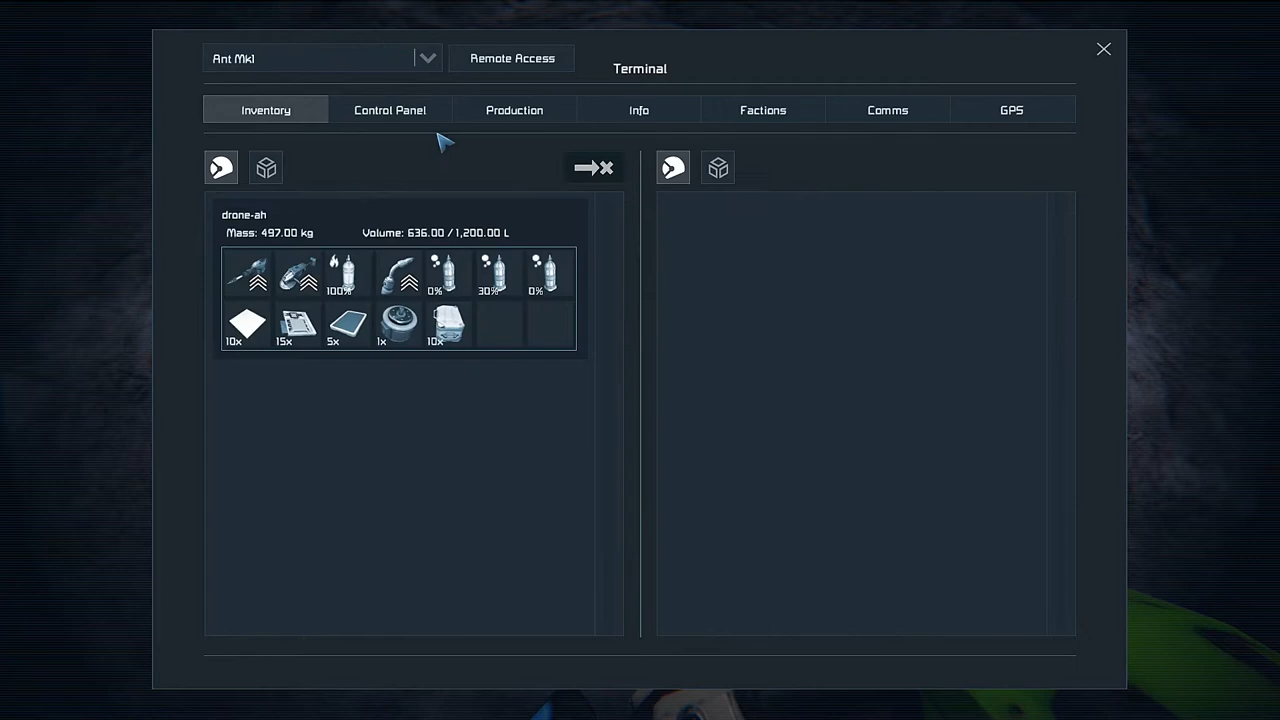 Ant Mk1
Remote Access
Terminal
Inventory
Control Panel
Production
Info
Factions
Comms
GPS
drone-ah
Mass: 497.00 kg
Volume: 636.00 / 1,200.00 L
100%
0%
30%
0%
10x
15x
5x
1x
10x